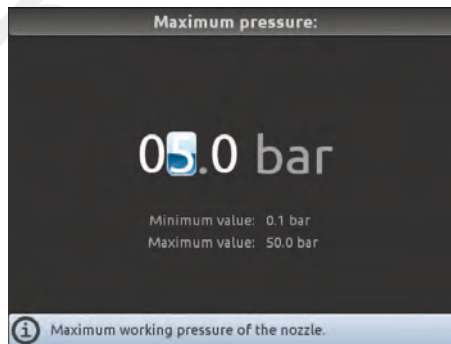 Maximum pressure:
05.0 bar
Minimum value: 0.1 bar
Maximum value: 50.0 bar
Maximum working pressure of the nozzle.